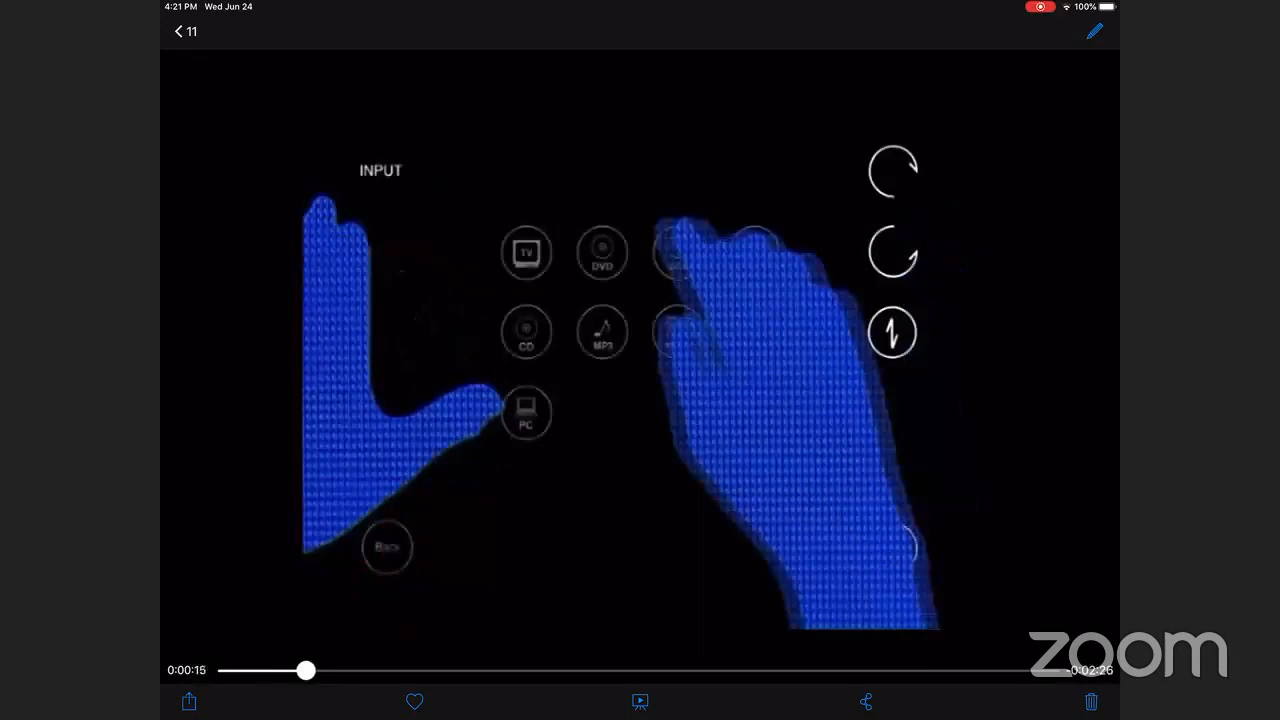 4:21 PM Wed Jun 24
100%
11
INPUT
TV
DVD
CD
MP3
PC
Back
0:00:15
-0:02:26
zoom